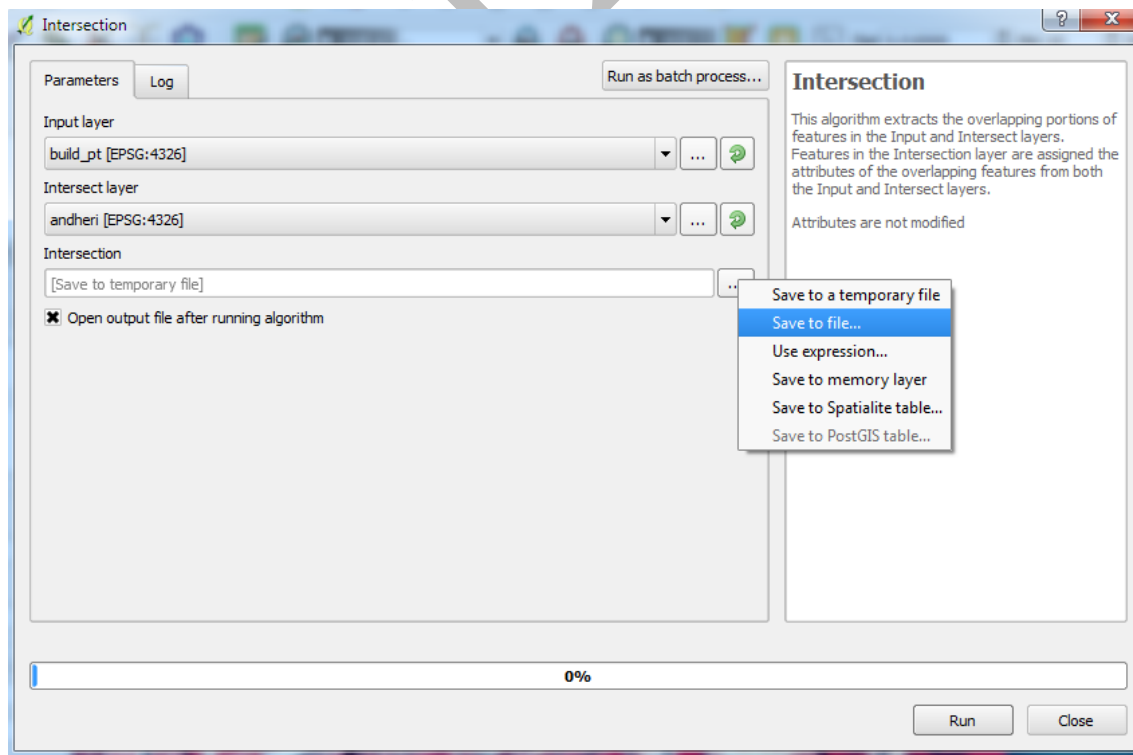 Intersection
Parameters
Log
Run as batch process...
Input layer
build_pt [EPSG:4326]
...
Intersect layer
andheri [EPSG:4326]
...
Intersection
[Save to temporary file]
Open output file after running algorithm
Save to a temporary file
Save to file...
Use expression...
Save to memory layer
Save to Spatialite table...
Save to PostGIS table...
Intersection
This algorithm extracts the overlapping portions of
features in the Input and Intersect layers.
Features in the Intersection layer are assigned the
attributes of the overlapping features from both
the Input and Intersect layers.
Attributes are not modified
0%
Run
Close